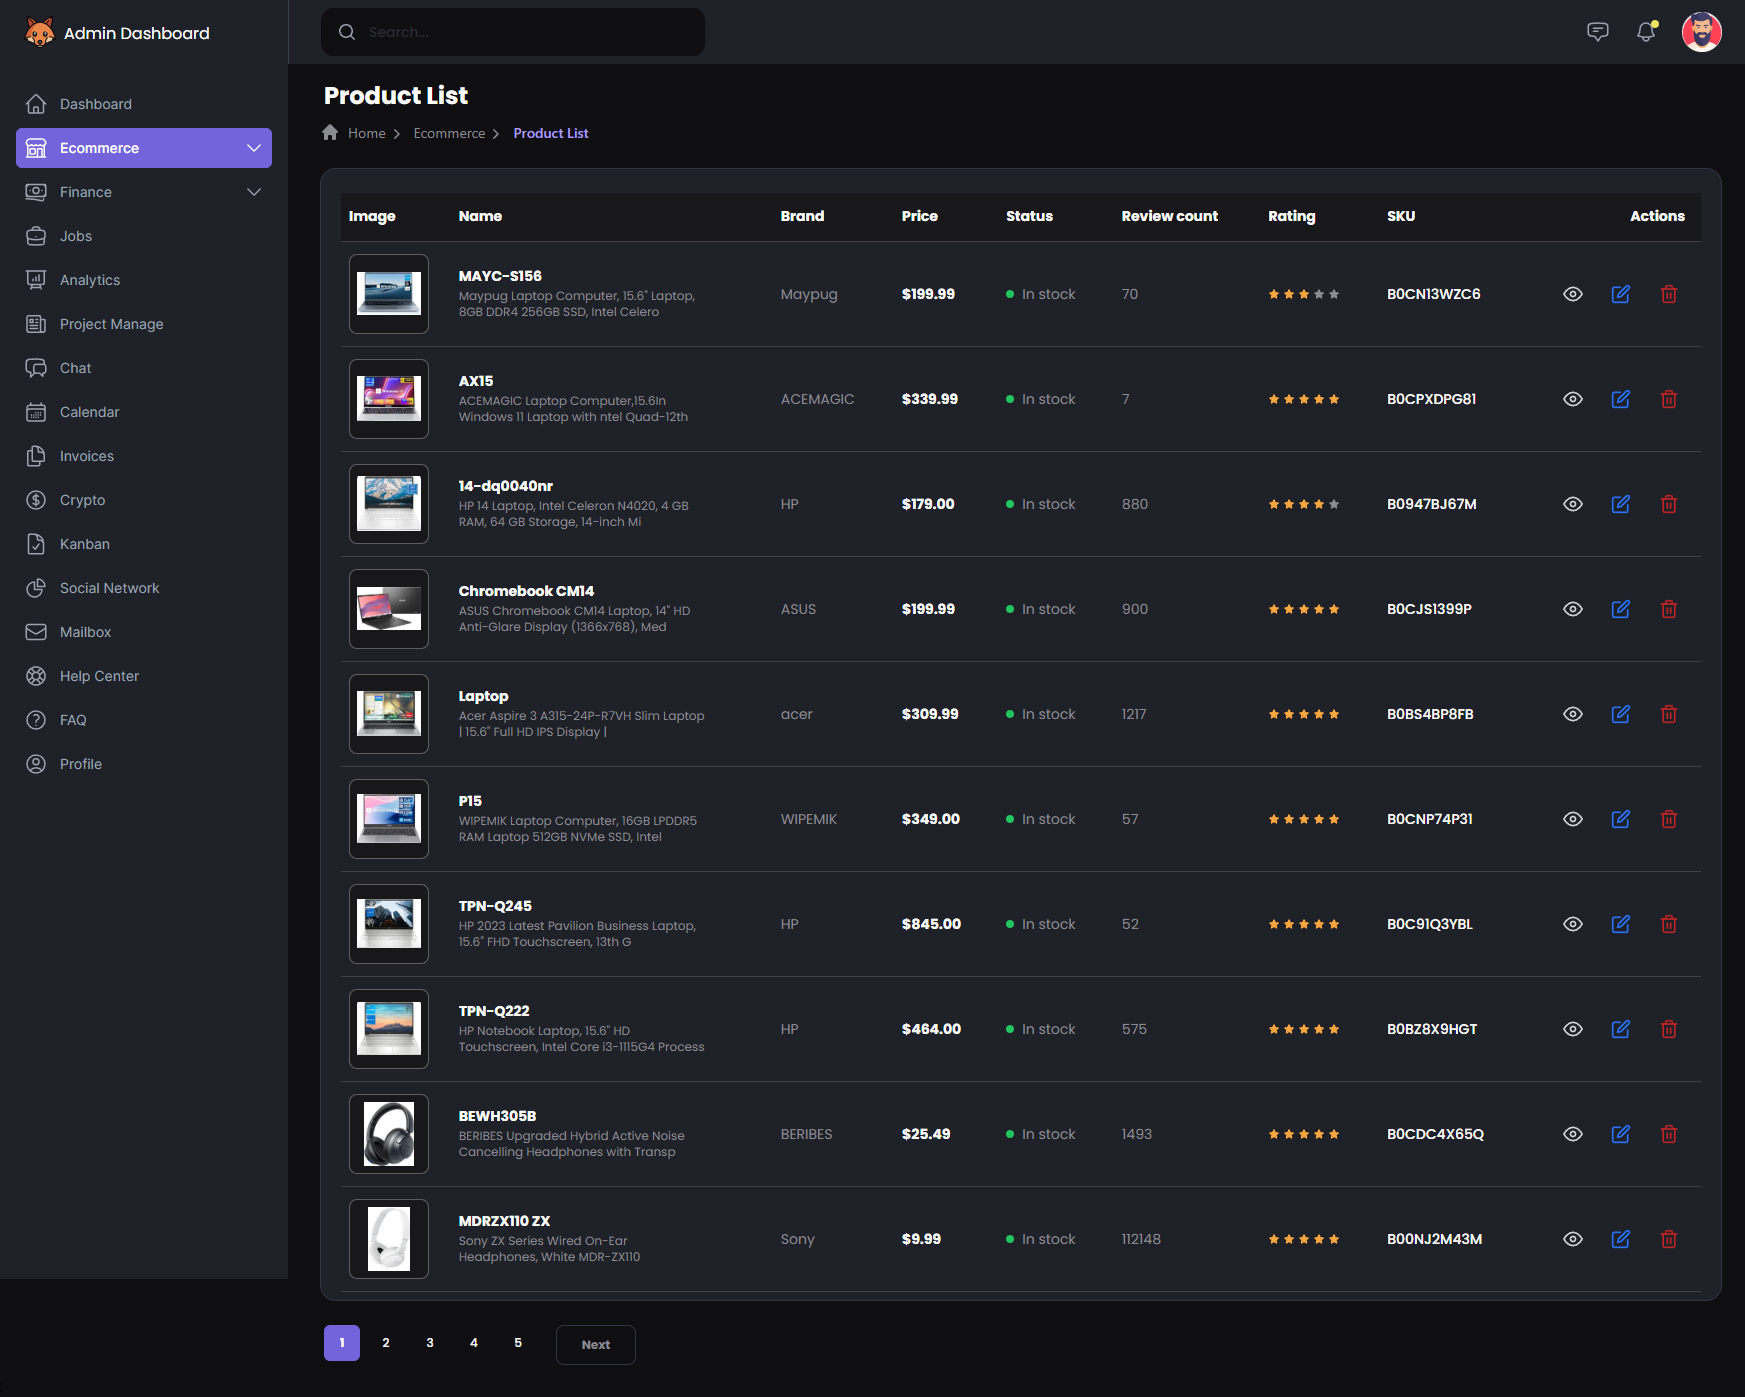 Admin Dashboard
Search...
Dashboard
Ecommerce
Finance
Jobs
Analytics
Project Manage
Chat
Calendar
Invoices
Crypto
Kanban
Social Network
Mailbox
Help Center
FAQ
Profile
Product List
Home > Ecommerce > Product List
Image Name Brand Price Status Review count Rating SKU Actions
MAYC-S156
Maypug Laptop Computer, 15.6" Laptop,
8GB DDR4 256GB SSD, Intel Celero
Maypug $199.99 In stock 70 B0CN13WZC6
AX15
ACEMAGIC Laptop Computer,15.6In
Windows 11 Laptop with ntel Quad-12th
ACEMAGIC $339.99 In stock 7 B0CPXDPG81
14-dq0040nr
HP 14 Laptop, Intel Celeron N4020, 4 GB
RAM, 64 GB Storage, 14-inch Mi
HP $179.00 In stock 880 B0947BJ67M
Chromebook CM14
ASUS Chromebook CM14 Laptop, 14" HD
Anti-Glare Display (1366x768), Med
ASUS $199.99 In stock 900 B0CJS1399P
Laptop
Acer Aspire 3 A315-24P-R7VH Slim Laptop
| 15.6" Full HD IPS Display |
acer $309.99 In stock 1217 B0BS4BP8FB
P15
WIPEMIK Laptop Computer, 16GB LPDDR5
RAM Laptop 512GB NVMe SSD, Intel
WIPEMIK $349.00 In stock 57 B0CNP74P31
TPN-Q245
HP 2023 Latest Pavilion Business Laptop,
15.6" FHD Touchscreen, 13th G
HP $845.00 In stock 52 B0C91Q3YBL
TPN-Q222
HP Notebook Laptop, 15.6" HD
Touchscreen, Intel Core i3-1115G4 Process
HP $464.00 In stock 575 B0BZ8X9HGT
BEWH305B
BERIBES Upgraded Hybrid Active Noise
Cancelling Headphones with Transp
BERIBES $25.49 In stock 1493 B0CDC4X65Q
MDRZX110 ZX
Sony ZX Series Wired On-Ear
Headphones, White MDR-ZX110
Sony $9.99 In stock 112148 B00NJ2M43M
1 2 3 4 5 Next